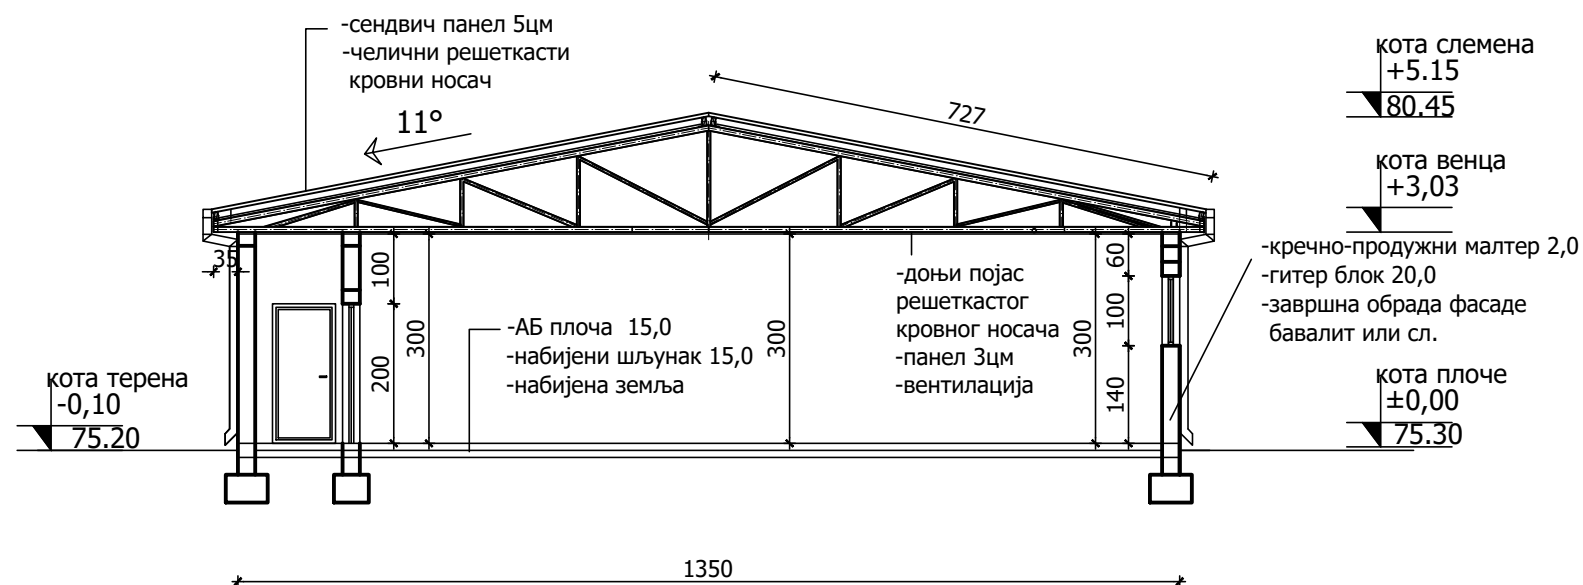 -сендвич панел 5цм
-челични решеткасти
кровни носач
11°
727
кота слемена
+5.15
80.45
кота венца
+3,03
35
100
200
300
-АБ плоча 15,0
-набијени шљунак 15,0
-набијена земља
300
-доњи појас
решеткастог
кровног носача
-панел 3цм
-вентилација
300
60
100
140
-кречно-продужни малтер 2,0
-гитер блок 20,0
-завршна обрада фасаде
бавалит или сл.
кота терена
-0,10
75.20
кота плоче
±0,00
75.30
1350